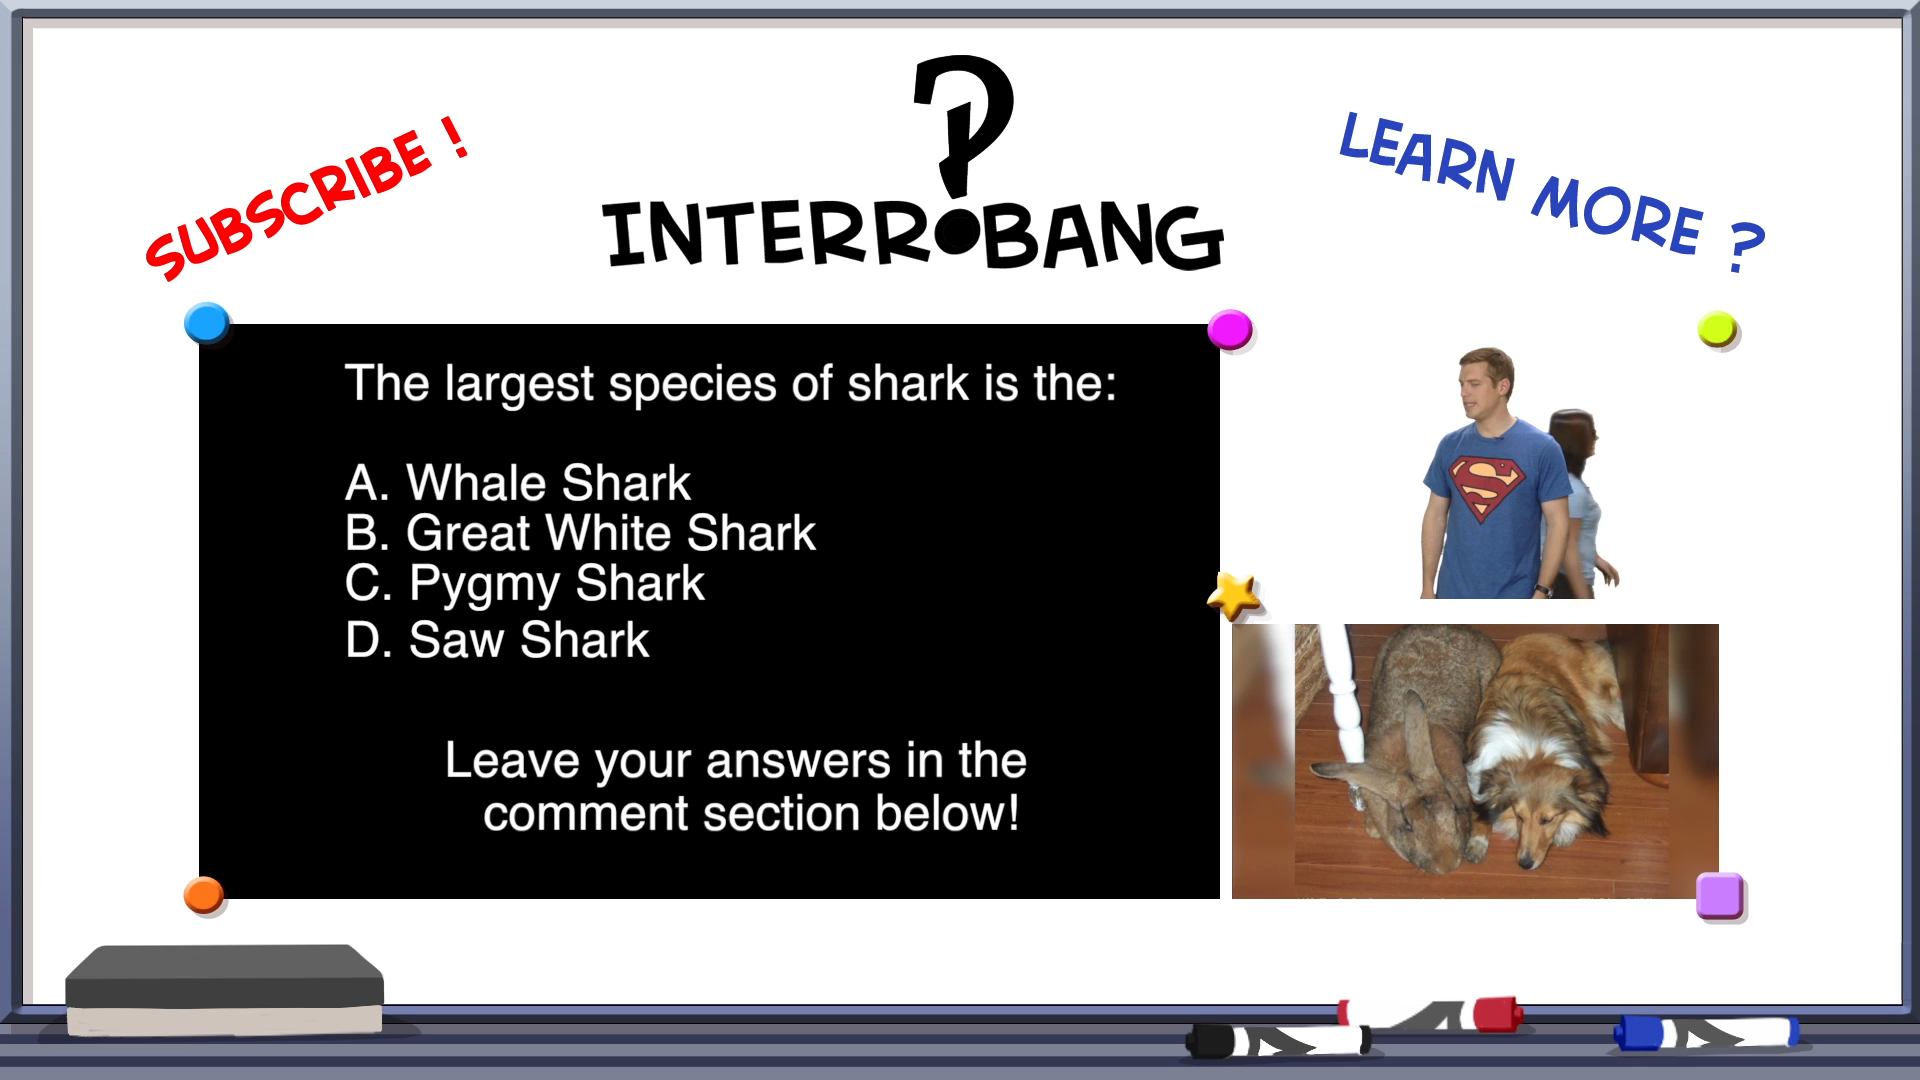 SUBSCRIBE !
INTERROBANG
LEARN MORE ?
The largest species of shark is the:
A. Whale Shark
B. Great White Shark
C. Pygmy Shark
D. Saw Shark
Leave your answers in the
comment section below!